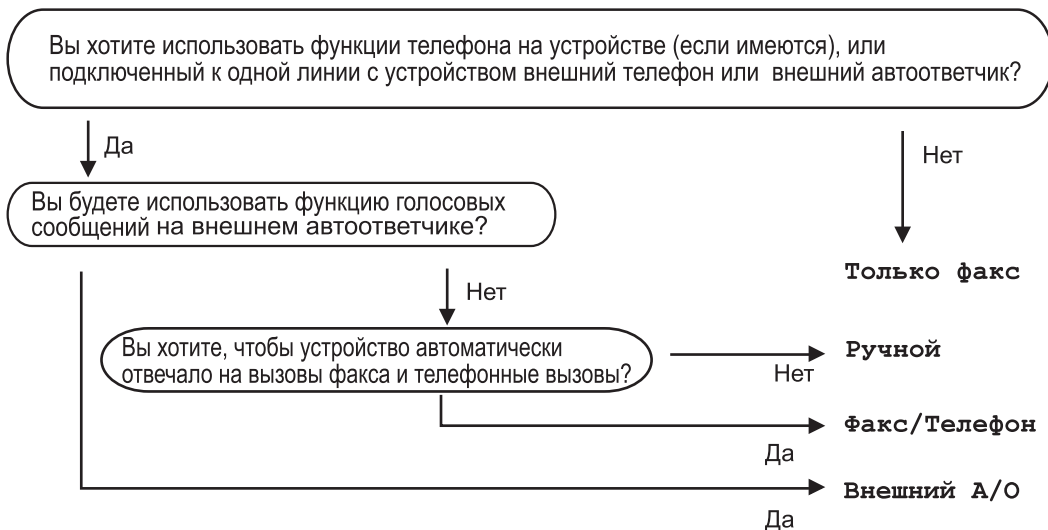 Вы хотите использовать функции телефона на устройстве (если имеются), или
подключенный к одной линии с устройством внешний телефон или внешний автоответчик?
Да
Нет
Вы будете использовать функцию голосовых
сообщений на внешнем автоответчике?
Только факс
Нет
Вы хотите, чтобы устройство автоматически
отвечало на вызовы факса и телефонные вызовы?
Нет
Ручной
Да
Факс/Телефон
Да
Внешний А/О